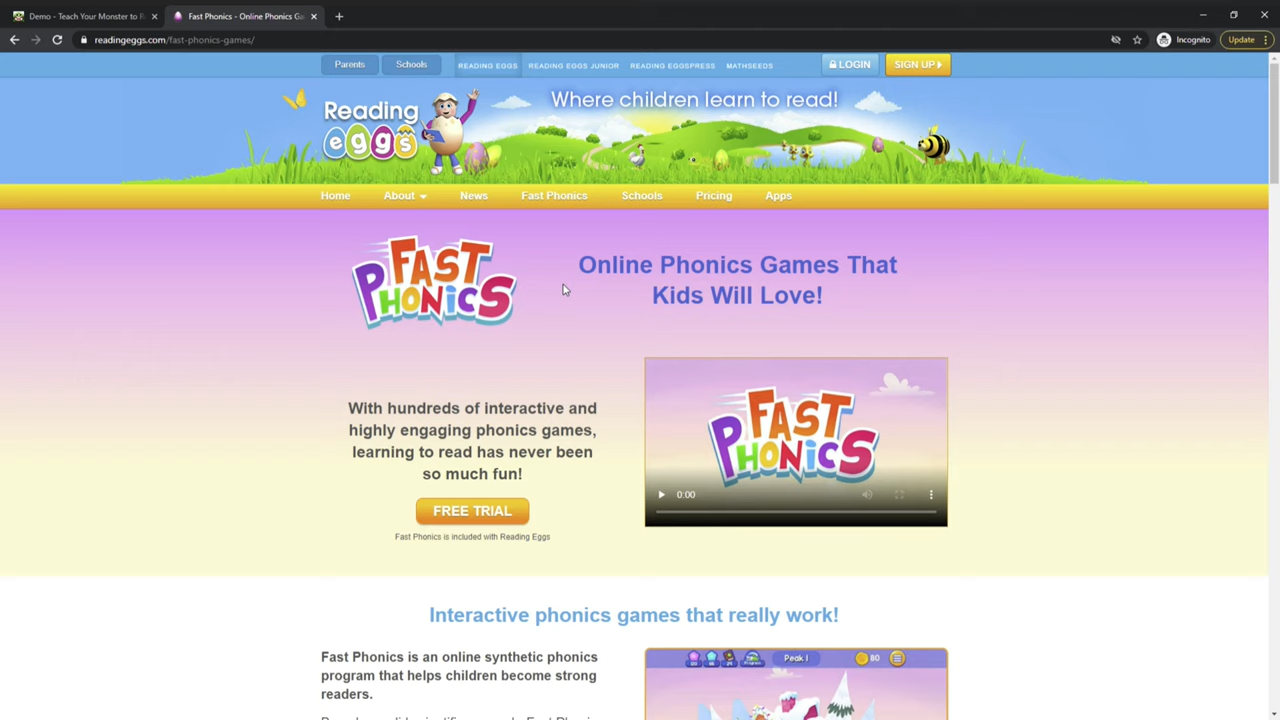 Demo - Teach Your Monster to R
Fast Phonics - Online Phonics Ga
readingeggs.com/fast-phonics-games/
Incognito
Update
Parents
Schools
READING EGGS
READING EGGS JUNIOR
READING EGGSPRESS
MATHSEEDS
LOGIN
SIGN UP
Reading
eggs
Where children learn to read!
Home
About
News
Fast Phonics
Schools
Pricing
Apps
FAST
PHONICS
Online Phonics Games That
Kids Will Love!
With hundreds of interactive and
highly engaging phonics games,
learning to read has never been
so much fun!
FREE TRIAL
Fast Phonics is included with Reading Eggs
FAST
PHONICS
0:00
Interactive phonics games that really work!
Fast Phonics is an online synthetic phonics
program that helps children become strong
readers.
Peak 1
80